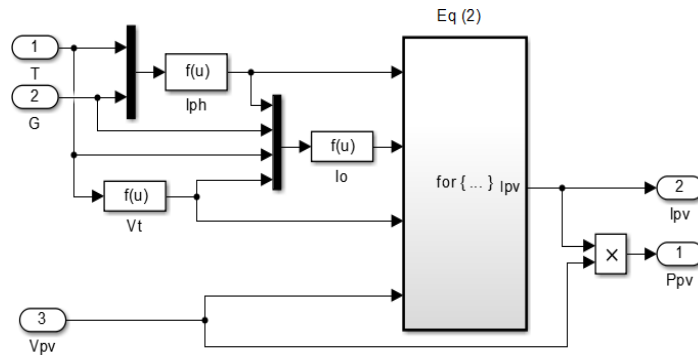 Eq (2)
1
T
2
G
f(u)
Iph
f(u)
Io
f(u)
Vt
for { ... }
Ipv
2
Ipv
×
1
Ppv
3
Vpv